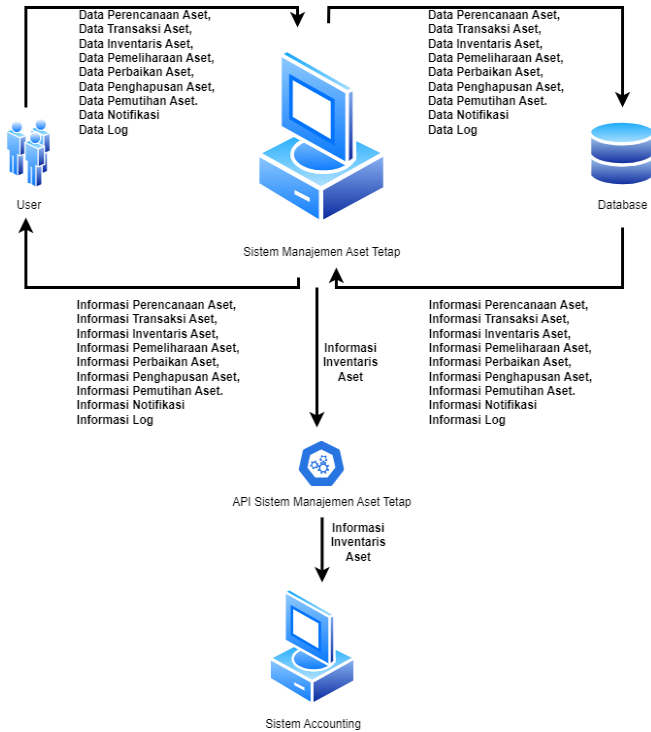 Data Perencanaan Aset,
Data Transaksi Aset,
Data Inventaris Aset,
Data Pemeliharaan Aset,
Data Perbaikan Aset,
Data Penghapusan Aset,
Data Pemutihan Aset.
Data Notifikasi
Data Log
Data Perencanaan Aset,
Data Transaksi Aset,
Data Inventaris Aset,
Data Pemeliharaan Aset,
Data Perbaikan Aset,
Data Penghapusan Aset,
Data Pemutihan Aset.
Data Notifikasi
Data Log
User
Database
Sistem Manajemen Aset Tetap
Informasi Perencanaan Aset,
Informasi Transaksi Aset,
Informasi Inventaris Aset,
Informasi Pemeliharaan Aset,
Informasi Perbaikan Aset,
Informasi Penghapusan Aset,
Informasi Pemutihan Aset.
Informasi Notifikasi
Informasi Log
Informasi
Inventaris
Aset
Informasi Perencanaan Aset,
Informasi Transaksi Aset,
Informasi Inventaris Aset,
Informasi Pemeliharaan Aset,
Informasi Perbaikan Aset,
Informasi Penghapusan Aset,
Informasi Pemutihan Aset.
Informasi Notifikasi
Informasi Log
API Sistem Manajemen Aset Tetap
Informasi
Inventaris
Aset
Sistem Accounting